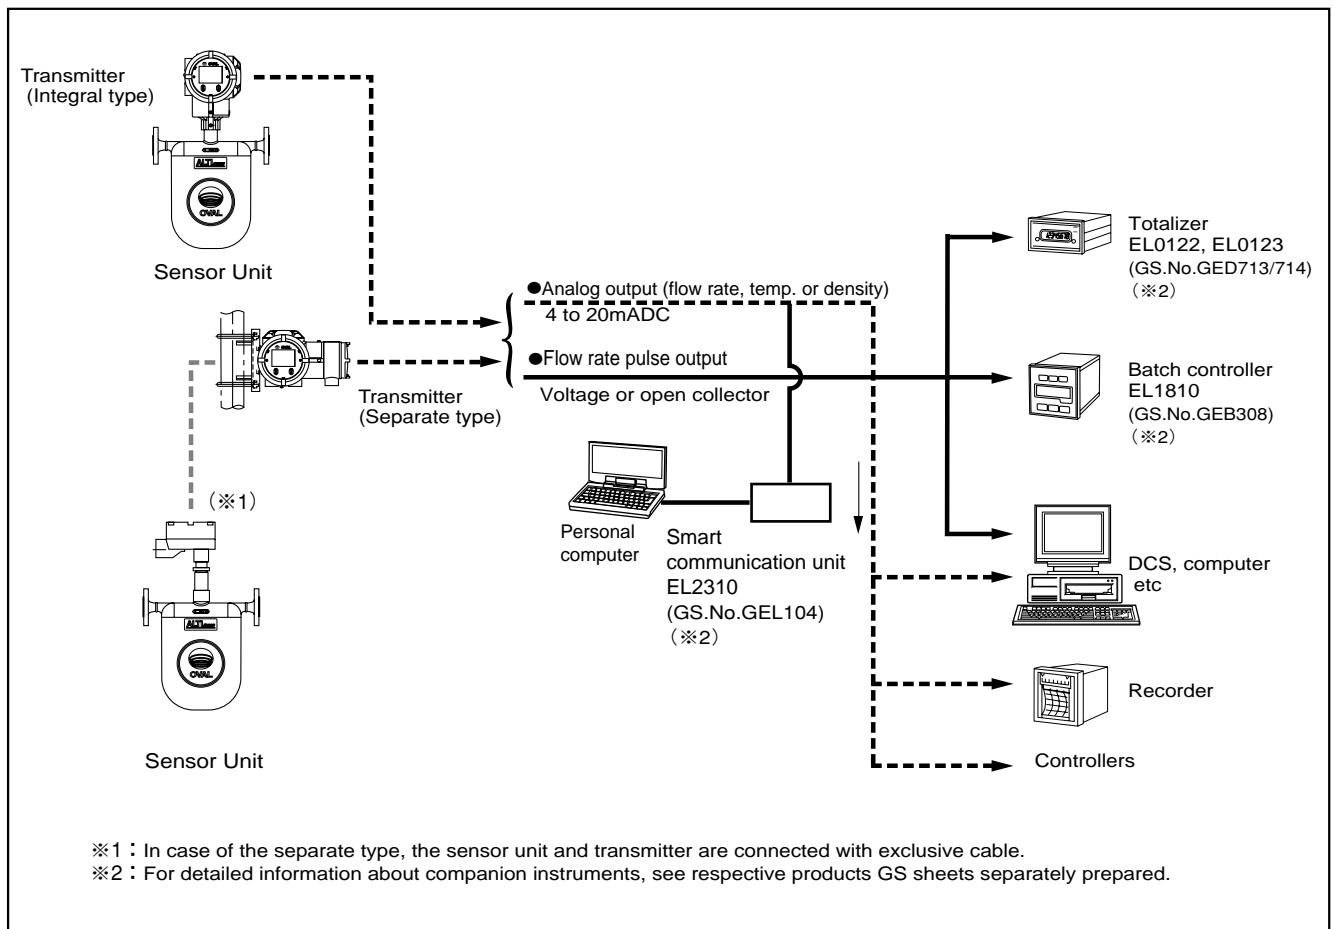 Transmitter
(Integral type)
OVAL
ALTI
OVAL
Sensor Unit
Transmitter
(Separate type)
（※1）
ALTI
OVAL
Sensor Unit
●Analog output (flow rate, temp. or density)
4 to 20mADC
●Flow rate pulse output
Voltage or open collector
Personal
computer
Smart
communication unit
EL2310
(GS.No.GEL104)
（※2）
Totalizer
EL0122, EL0123
(GS.No.GED713/714)
（※2）
Batch controller
EL1810
(GS.No.GEB308)
（※2）
DCS, computer
etc
Recorder
Controllers
※1：In case of the separate type, the sensor unit and transmitter are connected with exclusive cable.
※2：For detailed information about companion instruments, see respective products GS sheets separately prepared.